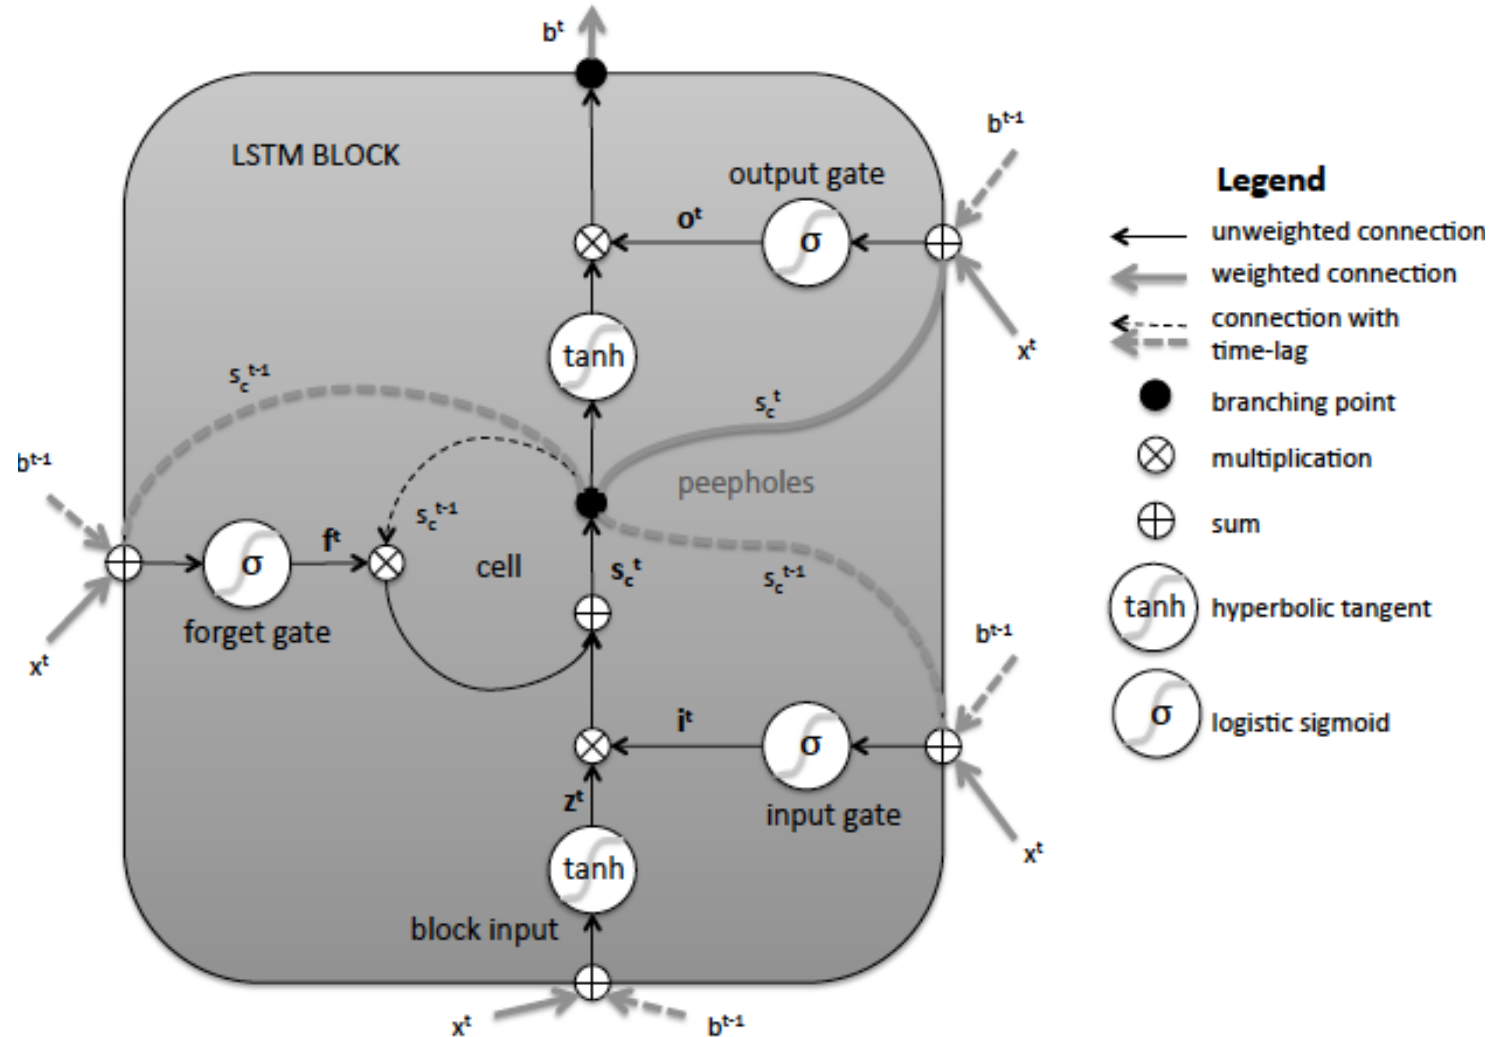 b^t
LSTM BLOCK
b^t-1
output gate
o^t
σ
x^t
tanh
s_c^t-1
s_c^t
peepholes
b^t-1
s_c^t-1
f^t
σ
cell
s_c^t
s_c^t-1
forget gate
x^t
b^t-1
i^t
σ
z^t
input gate
x^t
tanh
block input
x^t
b^t-1
Legend
unweighted connection
weighted connection
connection with
time-lag
branching point
multiplication
sum
tanh
hyperbolic tangent
σ
logistic sigmoid